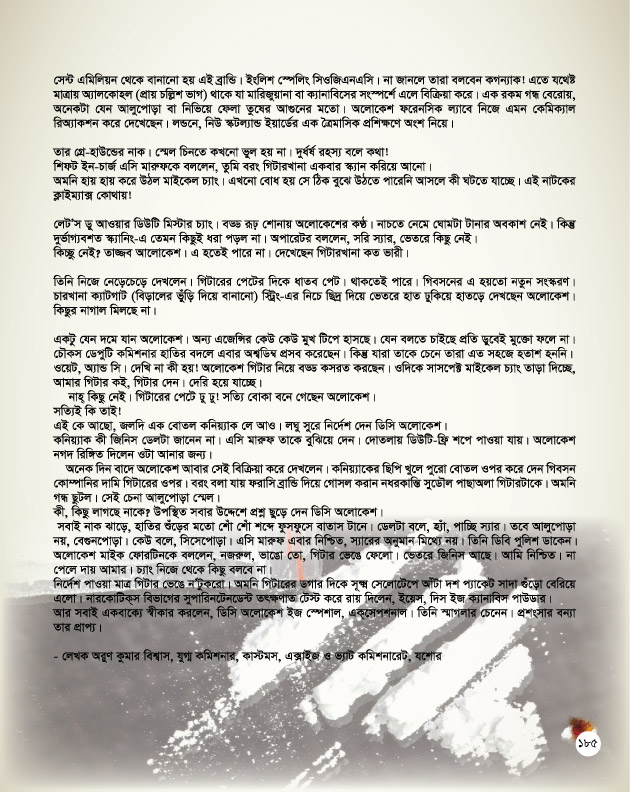 সেন্ট এমিলিয়ন থেকে বানানো হয় এই ব্রান্ডি। ইংলিশ স্পেলিং সিওজিএনএসি। না জানলে তারা বলবেন কগন্যাক! এতে যথেষ্ট
মাত্রায় অ্যালকোহল (প্রায় চল্লিশ ভাগ) থাকে যা মারিজুয়ানা বা ক্যানাবিসের সংস্পর্শে এলে বিক্রিয়া করে। এক রকম গন্ধ বেরোয়,
অনেকটা যেন আলুপোড়া বা নিভিয়ে ফেলা তুষের আগুনের মতো। অলোকেশ ফরেনসিক ল্যাবে নিজে এমন কেমিক্যাল
রিঅ্যাকশন করে দেখেছেন। লন্ডনে, নিউ স্কটল্যান্ড ইয়ার্ডের এক ত্রৈমাসিক প্রশিক্ষণে অংশ নিয়ে।
তার গ্রে-হাউন্ডের নাক। স্মেল চিনতে কখনো ভুল হয় না। দুর্ধর্ষ রহস্য বলে কথা!
শিফট ইন-চার্জ এসি মারুফকে বললেন, তুমি বরং গিটারখানা একবার স্ক্যান করিয়ে আনো।
অমনি হায় হায় করে উঠল মাইকেল চ্যাং। এখনো বোধ হয় সে ঠিক বুঝে উঠতে পারেনি আসলে কী ঘটতে যাচ্ছে। এই নাটকের
ক্লাইম্যাক্স কোথায়!
লেট'স ডু আওয়ার ডিউটি মিস্টার চ্যাং। বড্ড রূঢ় শোনায় অলোকেশের কণ্ঠ। নাচতে নেমে ঘোমটা টানার অবকাশ নেই। কিন্তু
দুর্ভাগ্যবশত স্ক্যানিং-এ তেমন কিছুই ধরা পড়ল না। অপারেটর বললেন, সরি স্যার, ভেতরে কিছু নেই।
কিচ্ছু নেই? তাজ্জব আলোকেশ। এ হতেই পারে না। দেখেছেন গিটারখানা কত ভারী।
তিনি নিজে নেড়েচেড়ে দেখলেন। গিটারের পেটের দিকে ধাতব পেট। থাকতেই পারে। গিবসনের এ হয়তো নতুন সংস্করণ।
চারখানা ক্যাটগাট (বিড়ালের ভুঁড়ি দিয়ে বানানো) স্ট্রিং-এর নিচে ছিদ্র দিয়ে ভেতরে হাত ঢুকিয়ে হাতড়ে দেখছেন অলোকেশ।
কিছুর নাগাল মিলছে না।
একটু যেন দমে যান অলোকেশ। অন্য এজেন্সির কেউ কেউ মুখ টিপে হাসছে। যেন বলতে চাইছে প্রতি ডুবেই মুক্তো ফলে না।
চৌকস ডেপুটি কমিশনার হাতির বদলে এবার অশ্বডিম্ব প্রসব করেছেন। কিন্তু যারা তাকে চেনে তারা এত সহজে হতাশ হননি।
ওয়েট, অ্যান্ড সি। দেখি না কী হয়! অলোকেশ গিটার নিয়ে বড্ড কসরত করছেন। ওদিকে সাসপেক্ট মাইকেল চ্যাং তাড়া দিচ্ছে,
আমার গিটার কই, গিটার দেন। দেরি হয়ে যাচ্ছে।
নাহ্ কিছু নেই। গিটারের পেটে ঢু ঢু! সত্যি বোকা বনে গেছেন অলোকেশ।
সত্যিই কি তাই!
এই কে আছো, জলদি এক বোতল কনিয়্যাক লে আও। লঘু সুরে নির্দেশ দেন ডিসি অলোকেশ।
কনিয়্যাক কী জিনিস ডেলটা জানেন না। এসি মারুফ তাকে বুঝিয়ে দেন। দোতলায় ডিউটি-ফ্রি শপে পাওয়া যায়। অলোকেশ
নগদ রিঙ্গিত দিলেন ওটা আনার জন্য।
অনেক দিন বাদে অলোকেশ আবার সেই বিক্রিয়া করে দেখলেন। কনিয়্যাকের ছিপি খুলে পুরো বোতল ওপর করে দেন গিবসন
কোম্পানির দামি গিটারের ওপর। বরং বলা যায় ফরাসি ব্রান্ডি দিয়ে গোসল করান নধরকান্তি সুডৌল পাছাঅলা গিটারটাকে। অমনি
গন্ধ ছুটল। সেই চেনা আলুপোড়া স্মেল।
কী, কিছু লাগছে নাকে? উপস্থিত সবার উদ্দেশে প্রশ্ন ছুড়ে দেন ডিসি অলোকেশ।
সবাই নাক ঝাড়ে, হাতির শুঁড়ের মতো শোঁ শোঁ শব্দে ফুসফুসে বাতাস টানে। ডেলটা বলে, হ্যাঁ, পাচ্ছি স্যার। তবে আলুপোড়া
নয়, বেগুনপোড়া। কেউ বলে, সিসেপোড়া। এসি মারুফ এবার নিশ্চিত, স্যারের অনুমান মিথ্যে নয়। তিনি ডিবি পুলিশ ডাকেন।
অলোকেশ মাইক ফোরটিনকে বললেন, নজরুল, ভাঙো তো, গিটার ভেঙে ফেলো। ভেতরে জিনিস আছে। আমি নিশ্চিত। না
পেলে দায় আমার। চ্যাং নিজে থেকে কিছু বলবে না।
নির্দেশ পাওয়া মাত্র গিটার ভেঙে ন'টুকরো। অমনি গিটারের তলার দিকে সূক্ষ্ম সেলোটেপে আঁটা দশ প্যাকেট সাদা গুঁড়ো বেরিয়ে
এলো। নারকোটিক্স বিভাগের সুপারিনটেনডেন্ট তৎক্ষণাত টেস্ট করে রায় দিলেন, ইয়েস, দিস ইজ ক্যানাবিস পাউডার।
আর সবাই একবাক্যে স্বীকার করলেন, ডিসি অলোকেশ ইজ স্পেশাল, এক্সেপশনাল। তিনি স্মাগলার চেনেন। প্রশংসার বন্যা
তার প্রাপ্য।
- লেখক অরুণ কুমার বিশ্বাস, যুগ্ম কমিশনার, কাস্টমস, এক্সাইজ ও ভ্যাট কমিশনারেট, যশোর
১৮৫